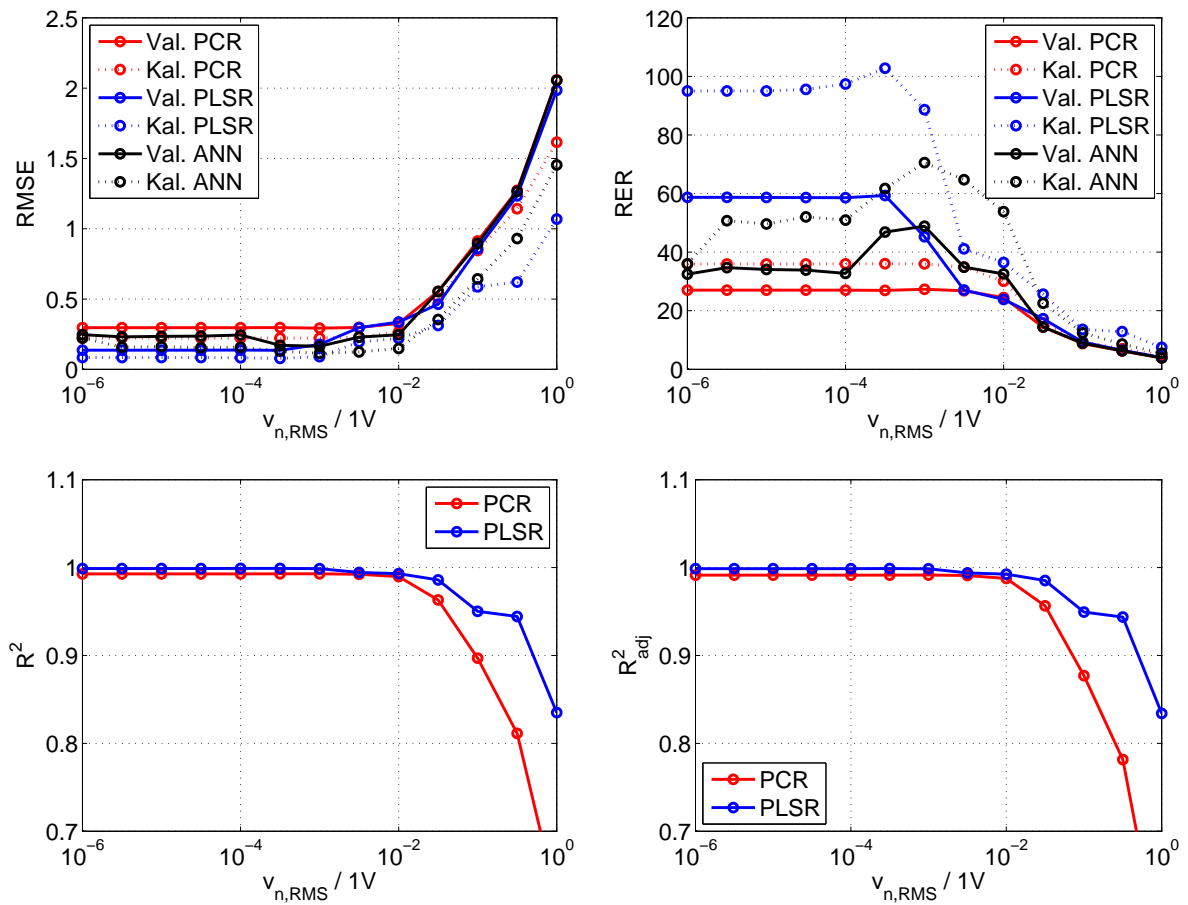 2.5
2
1.5
1
0.5
0
RMSE
Val. PCR
Kal. PCR
Val. PLSR
Kal. PLSR
Val. ANN
Kal. ANN
10^−6 10^−4 10^−2 10^0
v_n,RMS / 1V
120
100
80
60
40
20
0
RER
Val. PCR
Kal. PCR
Val. PLSR
Kal. PLSR
Val. ANN
Kal. ANN
10^−6 10^−4 10^−2 10^0
v_n,RMS / 1V
1.1
1
0.9
0.8
0.7
R^2
PCR
PLSR
10^−6 10^−4 10^−2 10^0
v_n,RMS / 1V
1.1
1
0.9
0.8
0.7
R^2_adj
PCR
PLSR
10^−6 10^−4 10^−2 10^0
v_n,RMS / 1V